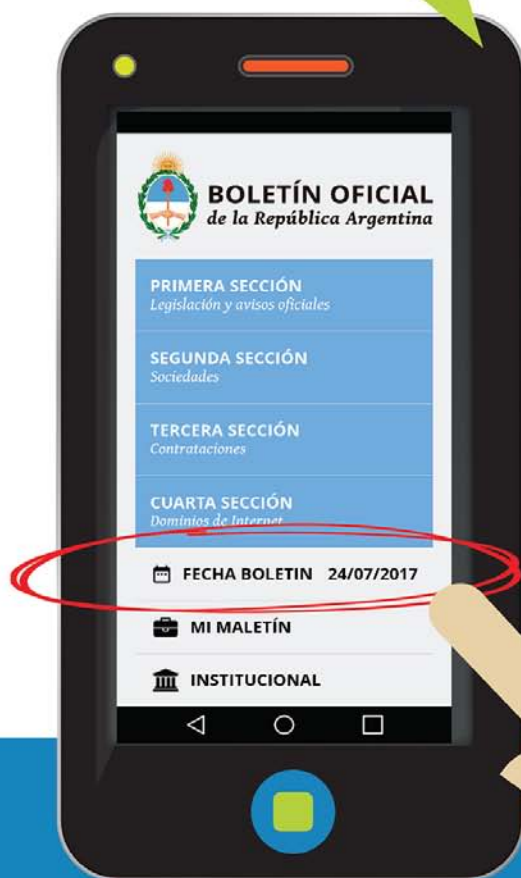 BOLETÍN OFICIAL
de la República Argentina
PRIMERA SECCIÓN
Legislación y avisos oficiales
SEGUNDA SECCIÓN
Sociedades
TERCERA SECCIÓN
Contrataciones
CUARTA SECCIÓN
Dominios de Internet
FECHA BOLETIN 24/07/2017
MI MALETÍN
INSTITUCIONAL